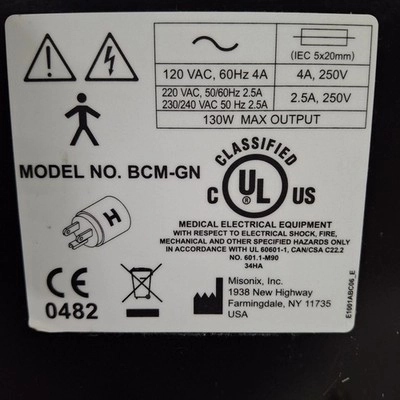 (IEC 5x20mm)
120 VAC, 60Hz 4A
4A, 250V
220 VAC, 50/60Hz 2.5A
230/240 VAC 50 Hz 2.5A
2.5A, 250V
130W MAX OUTPUT
MODEL NO. BCM-GN
CLASSIFIED
C UL US
®
H
MEDICAL ELECTRICAL EQUIPMENT
WITH RESPECT TO ELECTRICAL SHOCK, FIRE,
MECHANICAL AND OTHER SPECIFIED HAZARDS ONLY
IN ACCORDANCE WITH UL 60601-1, CAN/CSA C22.2
NO. 601.1-M90
34HA
CE
0482
Misonix, Inc.
1938 New Highway
Farmingdale, NY 11735
USA
E1501ABC06_E